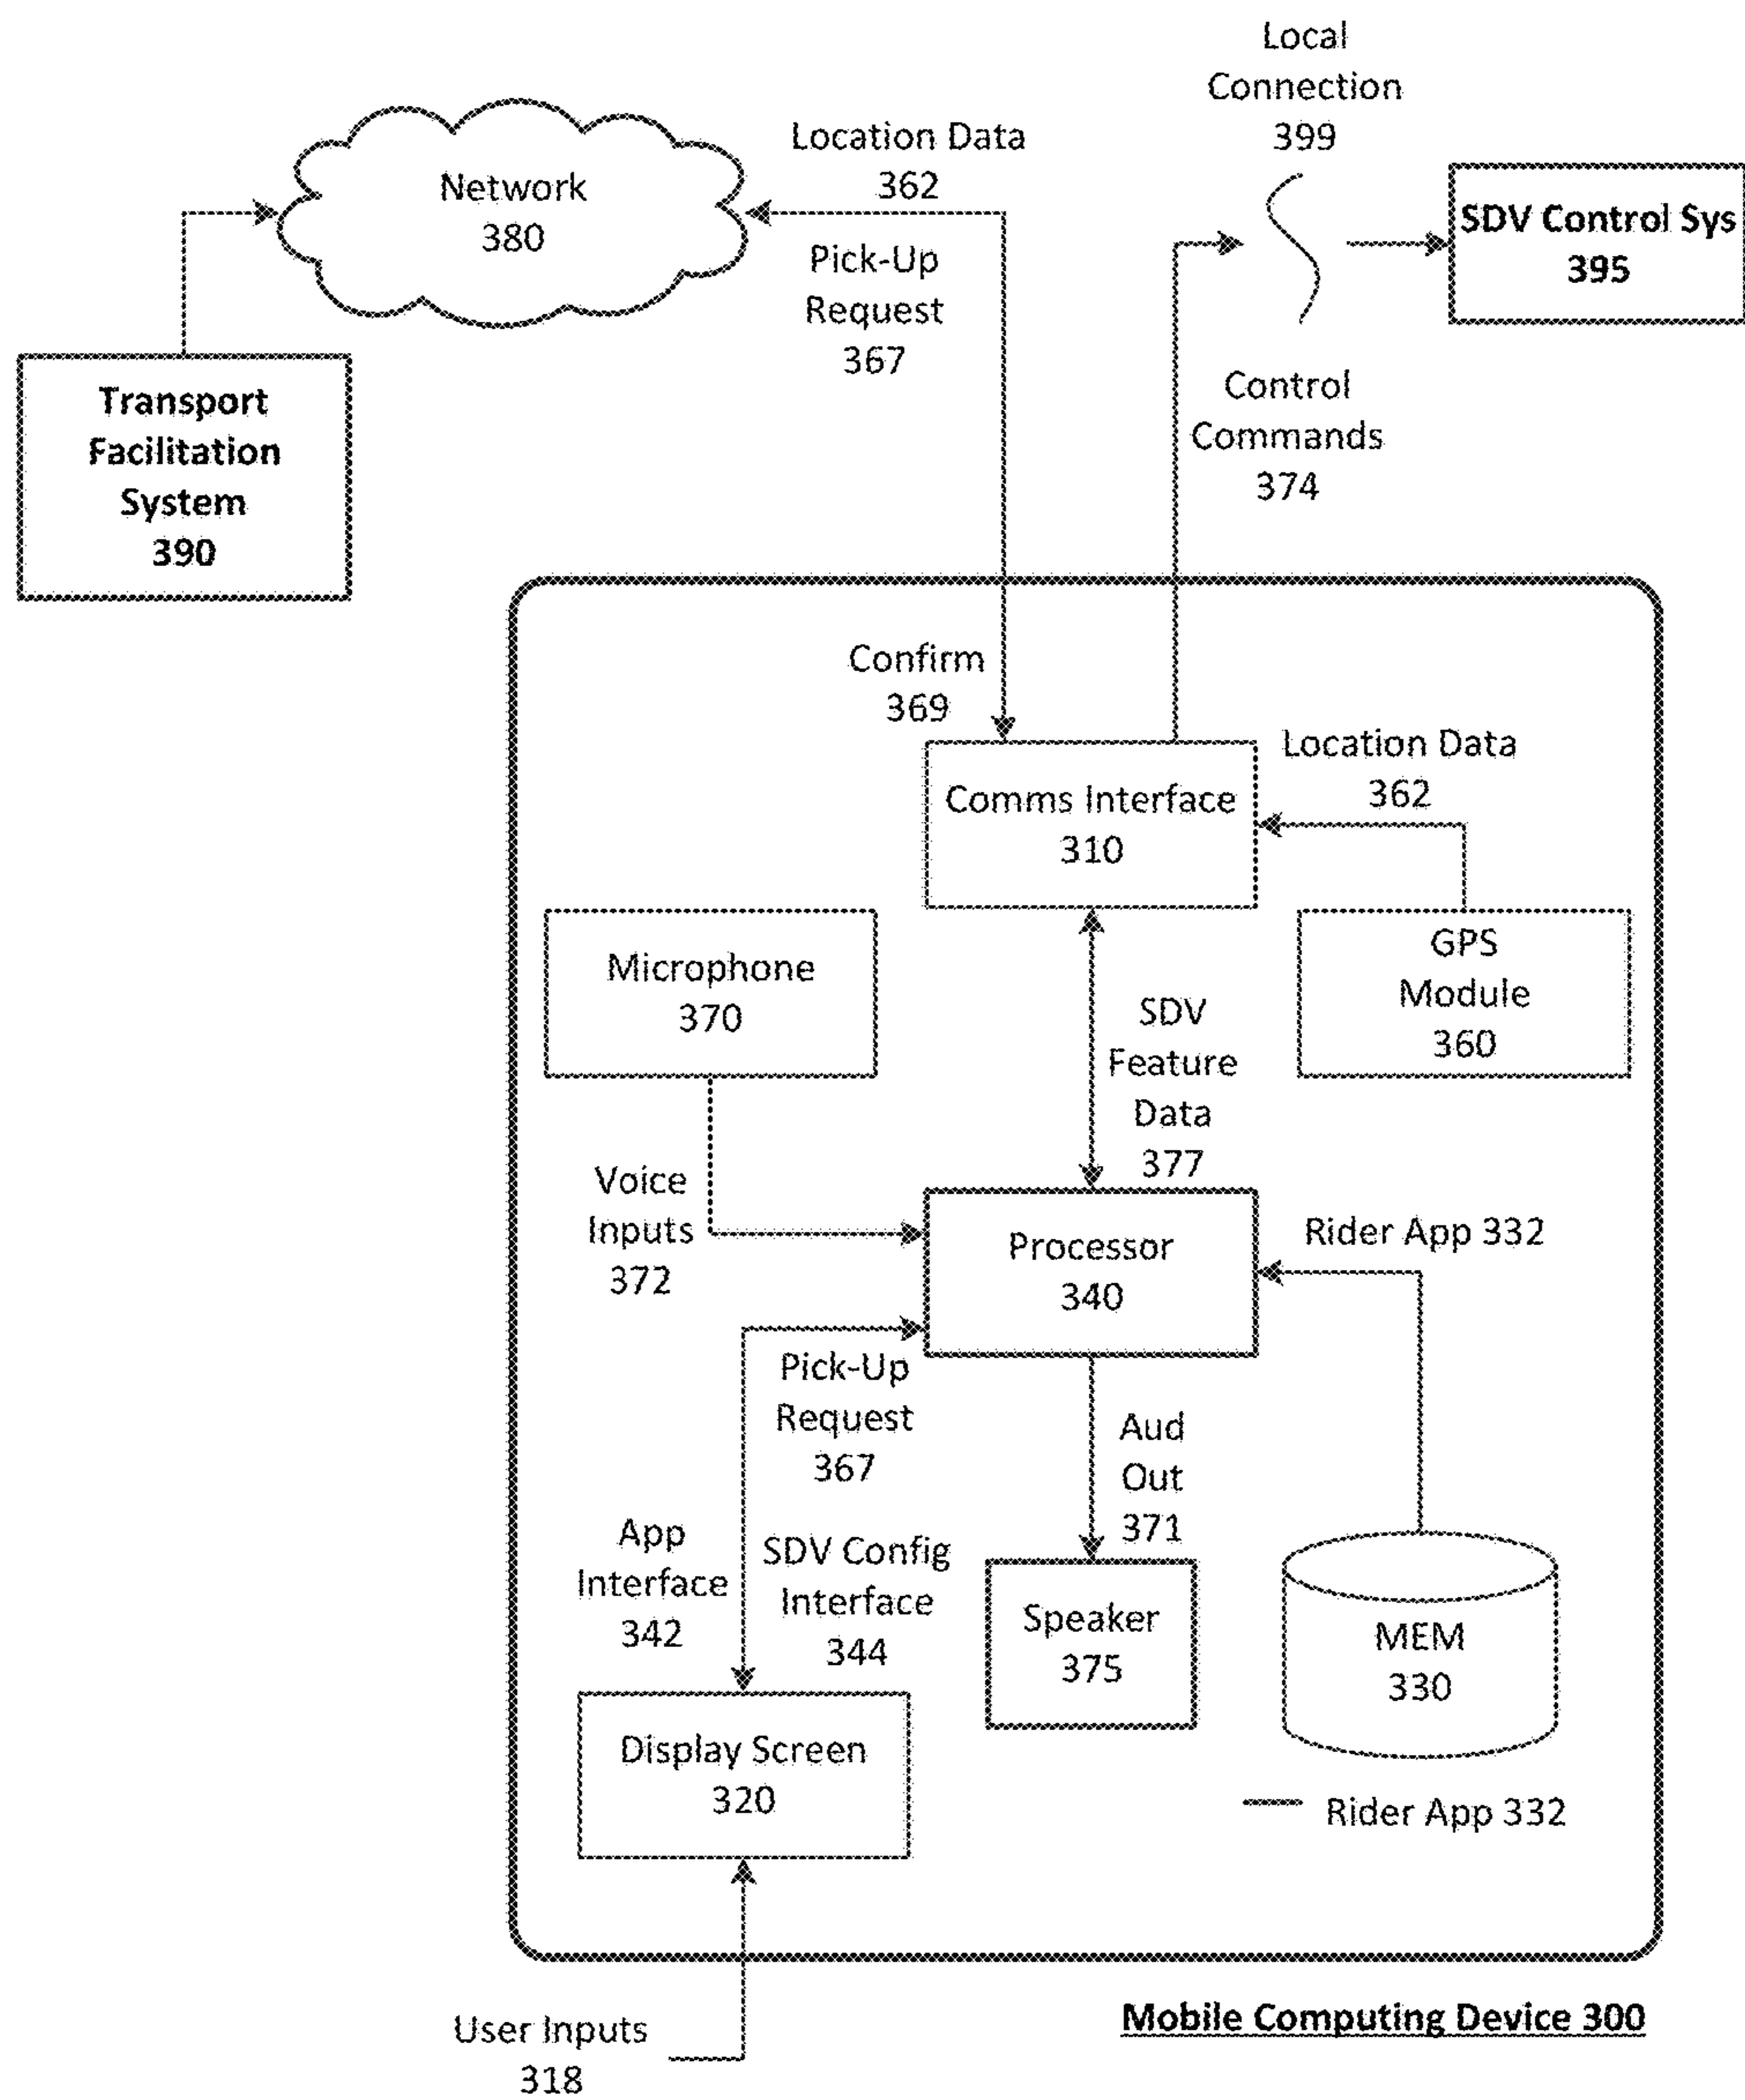 Local
Connection
399
Location Data
362
Network
380
SDV Control Sys
395
Pick-Up
Request
367
Transport
Facilitation
System
390
Control
Commands
374
Confirm
369
Location Data
362
Comms Interface
310
GPS
Module
360
Microphone
370
SDV
Feature
Data
377
Voice
Inputs
372
Processor
340
Rider App 332
Pick-Up
Request
367
Aud
Out
371
App
Interface
342
SDV Config
Interface
344
Speaker
375
MEM
330
Display Screen
320
Rider App 332
Mobile Computing Device 300
User Inputs
318